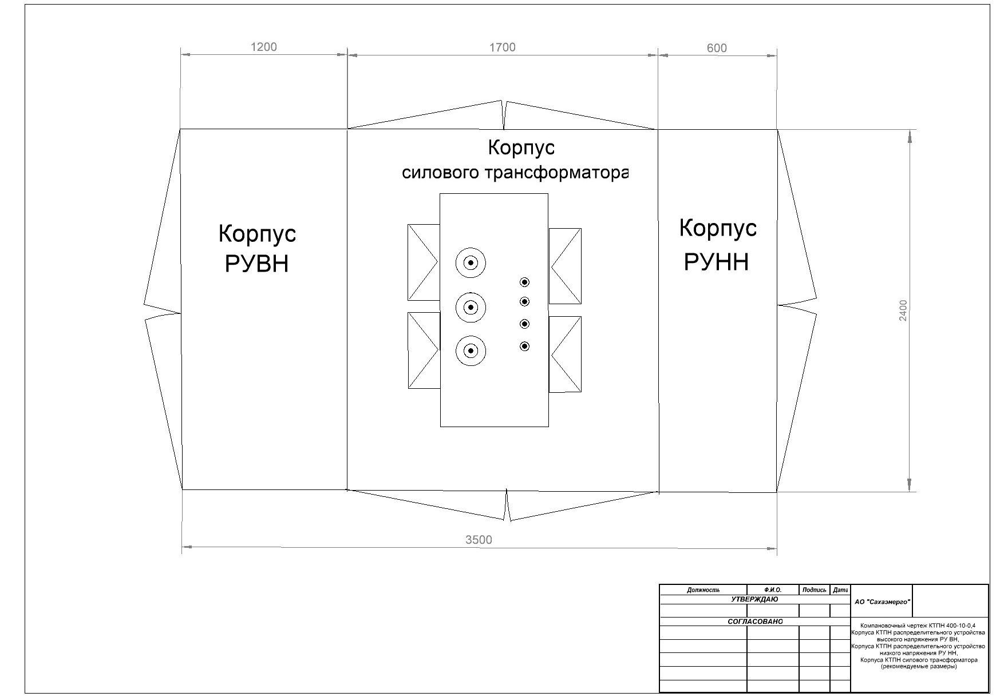 1200
1700
600
Корпус
силового трансформатора
Корпус
РУВН
Корпус
РУНН
2400
3500
Должность Ф.И.О. Подпись Дата
УТВЕРЖДАЮ
СОГЛАСОВАНО
АО "Сахаэнерго"
Компановочный чертеж КТПН 400-10-0,4
Корпуса КТПН распределительного устройства
высокого напряжения РУ ВН,
Корпуса КТПН распределительного устройство
низкого напряжения РУ НН,
Корпуса КТПН силового трансформатора
(рекомендуемые размеры)